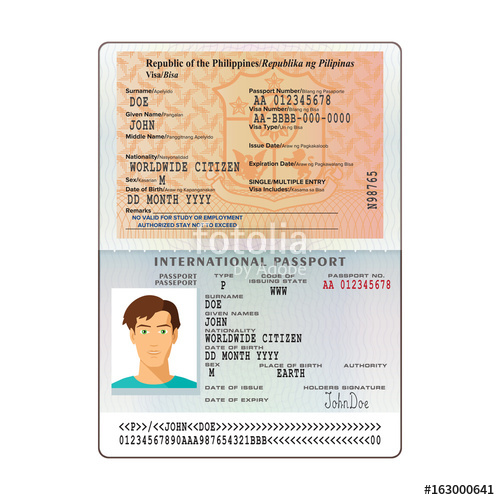 Republic of the Philippines/Republika ng Pilipinas
Visa/Bisa
Surname/Apelyido
DOE
Given Name/Pangalan
JOHN
Middle Name/Panggitneng Apelyido
Nationality/Nasyonalidad
WORLDWIDE CITIZEN
Sex/Kasarian M
Date of Birth/Araw ng Kapanganakan
DD MONTH YYYY
Remarks
NO VALID FOR STUDY OR EMPLOYMENT
AUTHORIZED STAY NOT TO EXCEED
Passport Number/Bilang ng Pasaporte
AA 012345678
Visa Number/Bilang ng Visa
AA-BBBB-000-0000
Visa Type/Uri ng Bisa
Issue Date/Araw ng Pagkakaloob
Expiration Date/Araw ng Pagkawalang Bisa
SINGLE/MULTIPLE ENTRY
Visa Includes/Kasama sa Bisa
N98765
fotolia
by Adobe
INTERNATIONAL PASSPORT
PASSPORT
PASSEPORT
TYPE
P
CODE OF
ISSUING STATE
WWW
PASSPORT NO.
AA 012345678
SURNAME
DOE
GIVEN NAMES
JOHN
NATIONALITY
WORLDWIDE CITIZEN
DATE OF BIRTH
DD MONTH YYYY
SEX
M
PLACE OF BIRTH
EARTH
AUTHORITY
DATE OF ISSUE
HOLDERS SIGNATURE
DATE OF EXPIRY
JohnDoe
<<P>>/<<JOHN<<DOE>>>>>>>>>>>>>>>>>>>>>>>>>>>>>
01234567890AAA987654321BBB<<<<<<<<<<<<<<<<<<00
#163000641